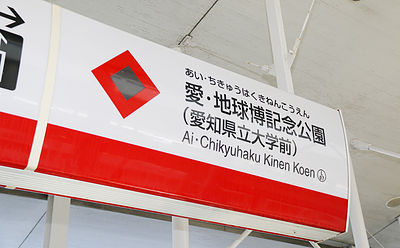 あい・ちきゅうはくきねんこうえん
愛・地球博記念公園
(愛知県立大学前)
Ai・Chikyuhaku Kinen Koen